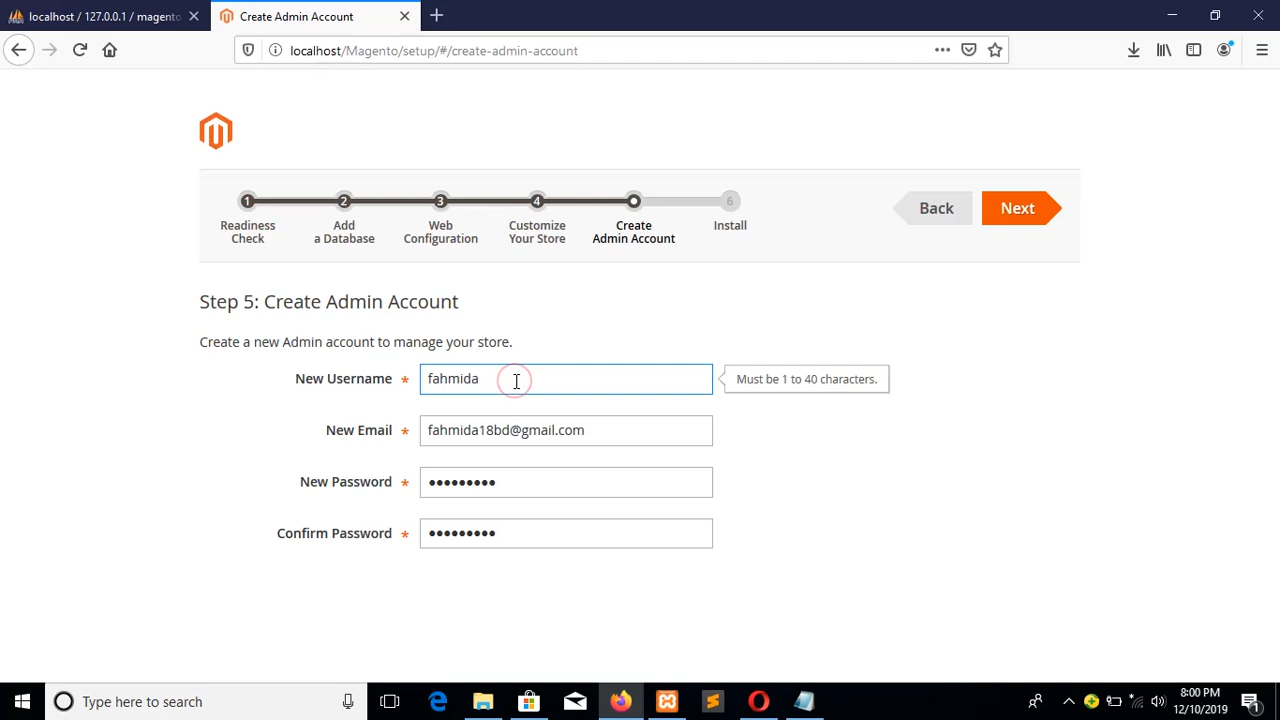 localhost / 127.0.0.1 / magento
Create Admin Account
localhost/Magento/setup/#/create-admin-account
1
2
3
4
6
Readiness Check
Add a Database
Web Configuration
Customize Your Store
Create Admin Account
Install
Back
Next
Step 5: Create Admin Account
Create a new Admin account to manage your store.
New Username *
fahmida
Must be 1 to 40 characters.
New Email *
fahmida18bd@gmail.com
New Password *
•••••••••
Confirm Password *
•••••••••
Type here to search
8:00 PM
12/10/2019
1